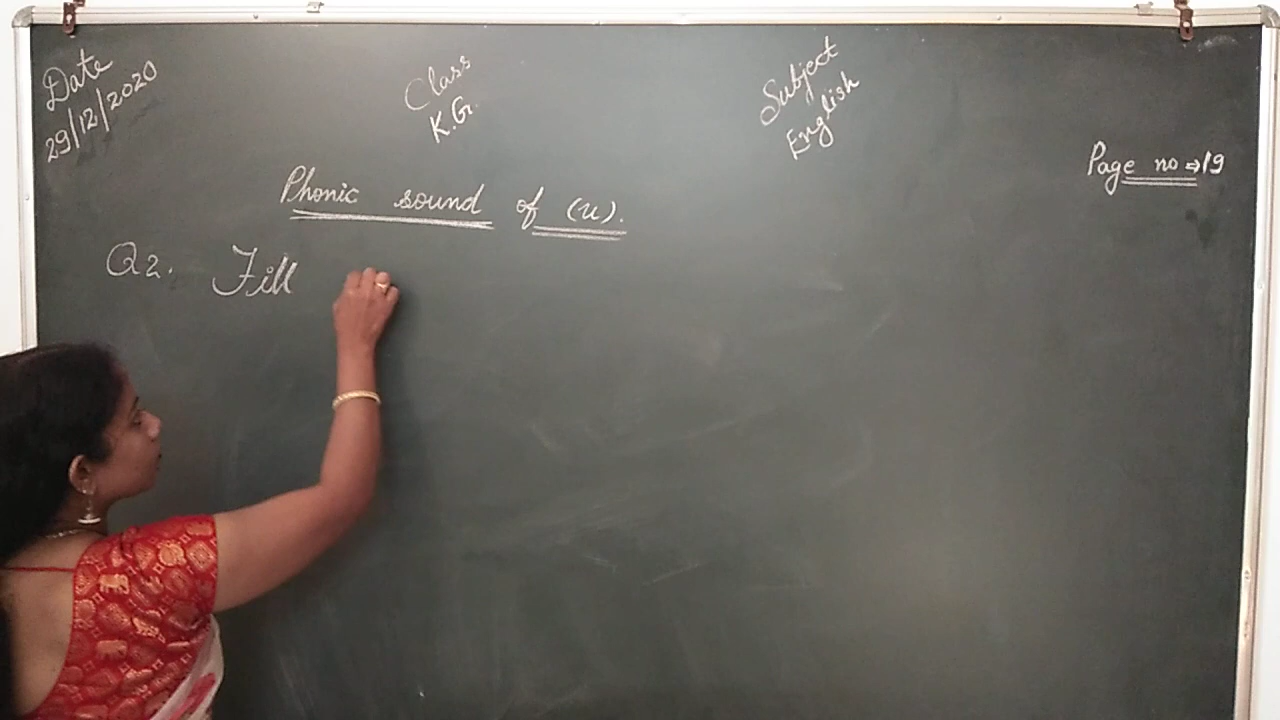 Date
29/12/2020
Class
K.G.
Subject
English
Page no ⇒ 19
Phonic sound of (u).
Q2. Fill